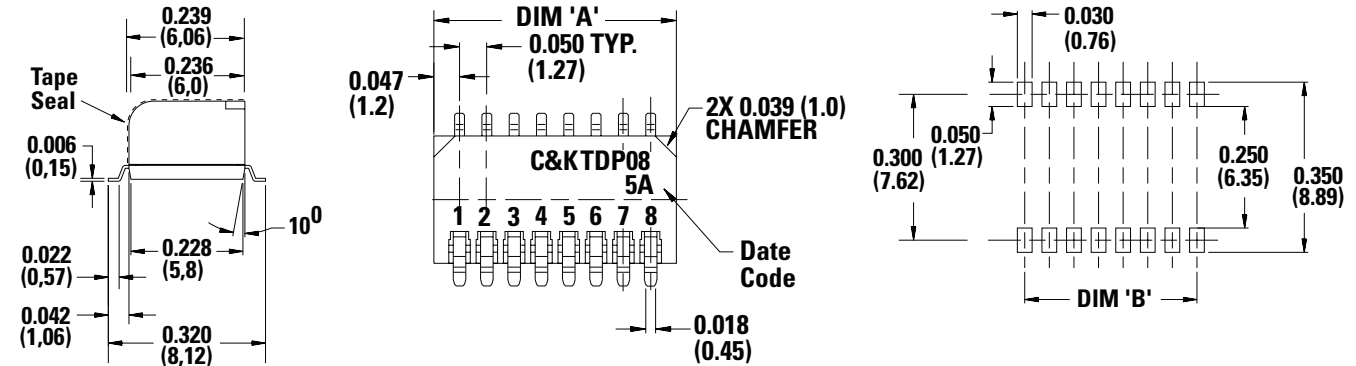 0.239
(6,06)
0.236
(6,0)
Tape
Seal
0.006
(0,15)
10⁰
0.228
(5,8)
0.022
(0,57)
0.042
(1,06)
0.320
(8,12)
DIM 'A'
0.050 TYP.
(1.27)
0.047
(1.2)
2X 0.039 (1.0)
CHAMFER
C&K TDP08
5A
1 2 3 4 5 6 7 8
Date
Code
0.018
(0.45)
0.030
(0.76)
0.050
(1.27)
0.300
(7.62)
0.250
(6.35)
0.350
(8.89)
DIM 'B'